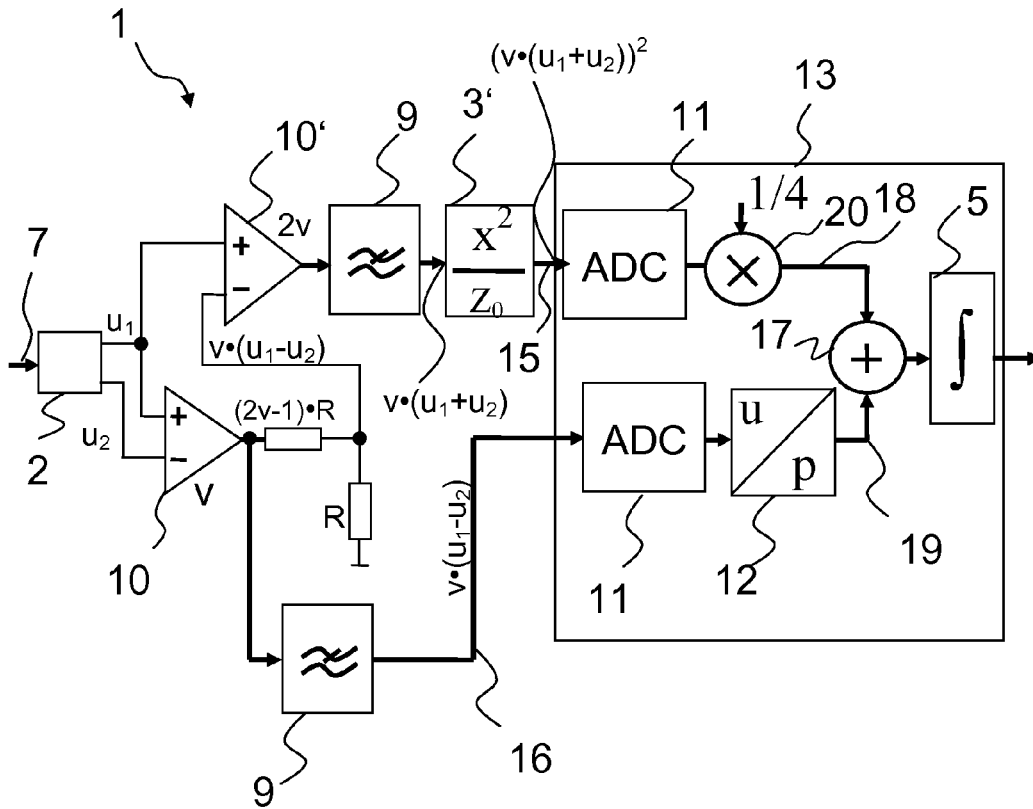 1
(v•(u₁+u₂))²
13
10‘
9
3‘
11
1/4
20
18
5
7
+
−
2v
x²
Z₀
ADC
×
u₁
v•(u₁-u₂)
15
17
+
∫
v•(u₁+u₂)
(2v-1)•R
u₂
+
−
2
v
R
ADC
u
p
10
v•(u₁-u₂)
11
12
19
9
16